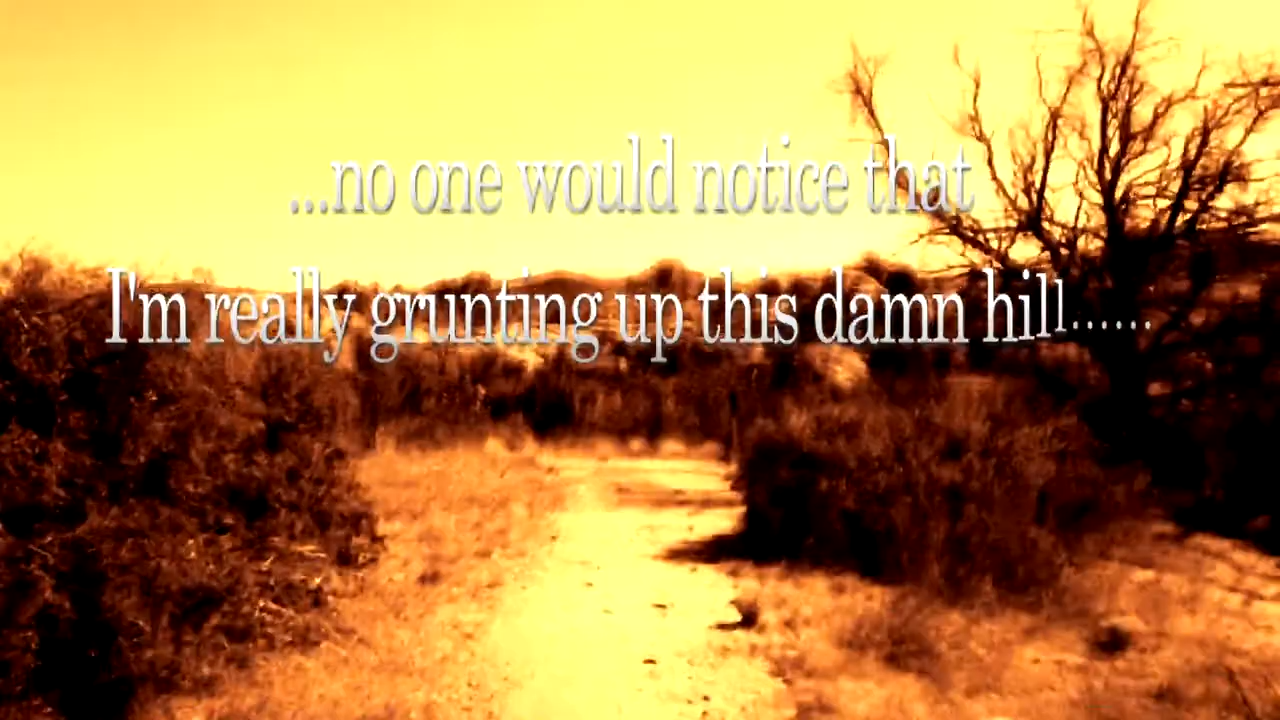 ...no one would notice that
I'm really grunting up this damn hill......